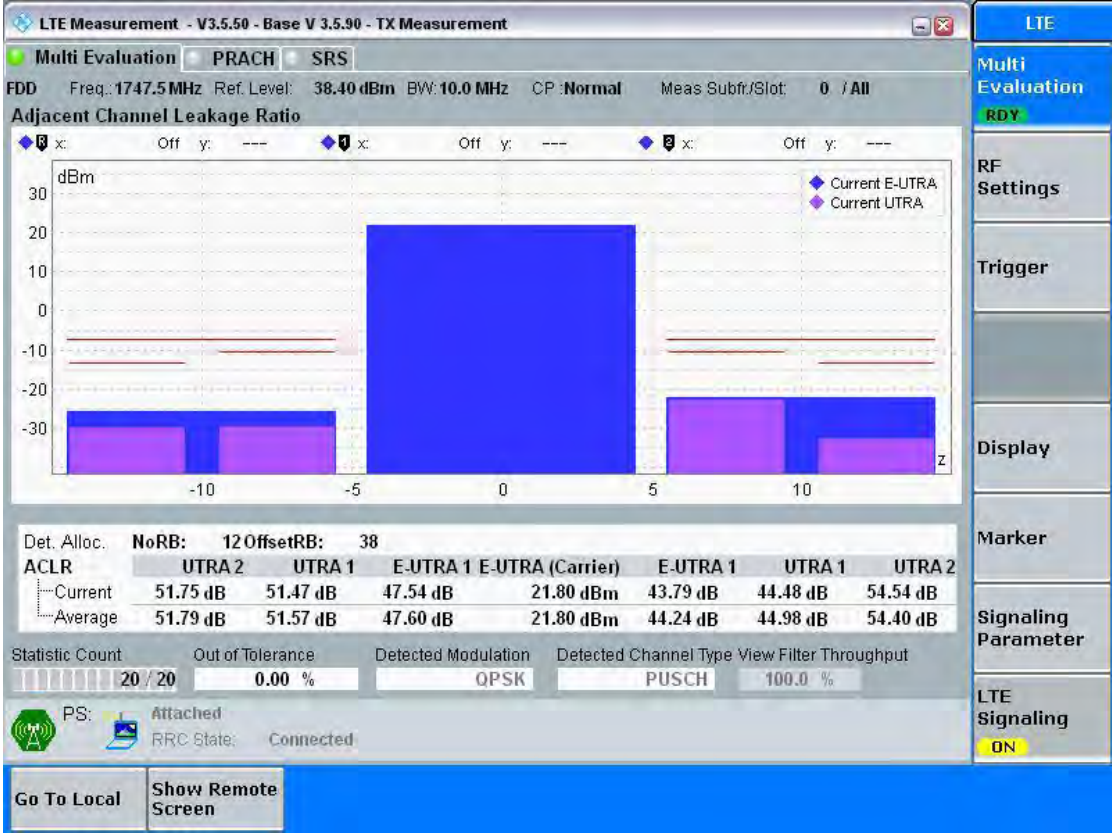 LTE Measurement - V3.5.50 - Base V 3.5.90 - TX Measurement
LTE
Multi Evaluation PRACH SRS
FDD Freq.: 1747.5 MHz Ref. Level: 38.40 dBm BW: 10.0 MHz CP :Normal Meas Subfr./Slot: 0 / All
Adjacent Channel Leakage Ratio
R x: Off y: --- 1 x: Off y: --- 2 x: Off y: ---
dBm
Current E-UTRA
Current UTRA
30
20
10
0
-10
-20
-30
z
-10 -5 0 5 10
Det. Alloc. NoRB: 12 OffsetRB: 38
ACLR UTRA 2 UTRA 1 E-UTRA 1 E-UTRA (Carrier) E-UTRA 1 UTRA 1 UTRA 2
Current 51.75 dB 51.47 dB 47.54 dB 21.80 dBm 43.79 dB 44.48 dB 54.54 dB
Average 51.79 dB 51.57 dB 47.60 dB 21.80 dBm 44.24 dB 44.98 dB 54.40 dB
Statistic Count Out of Tolerance Detected Modulation Detected Channel Type View Filter Throughput
20 / 20 0.00 % QPSK PUSCH 100.0 %
PS: Attached
RRC State: Connected
Go To Local
Show Remote
Screen
Multi
Evaluation
RDY
RF
Settings
Trigger
Display
Marker
Signaling
Parameter
LTE
Signaling
ON